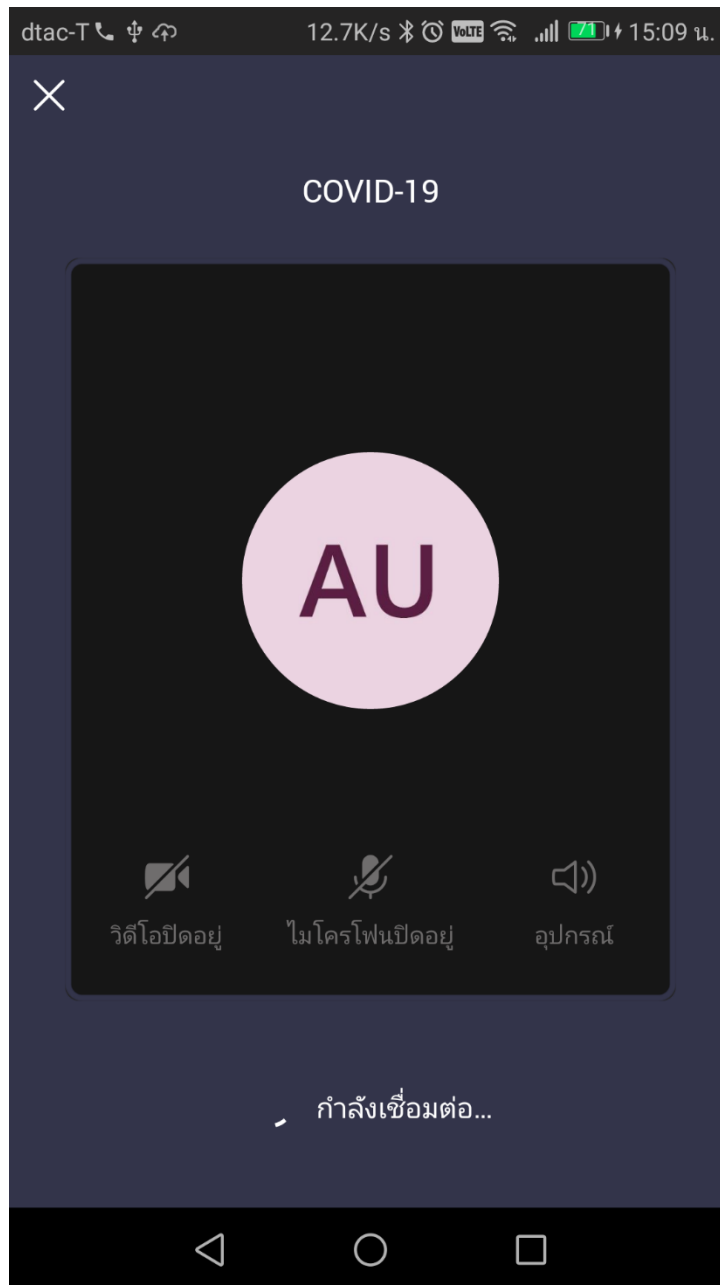 dtac-T 12.7K/s VoLTE 71 15:09 น.
COVID-19
AU
วิดีโอปิดอยู่ ไมโครโฟนปิดอยู่ อุปกรณ์
กำลังเชื่อมต่อ...